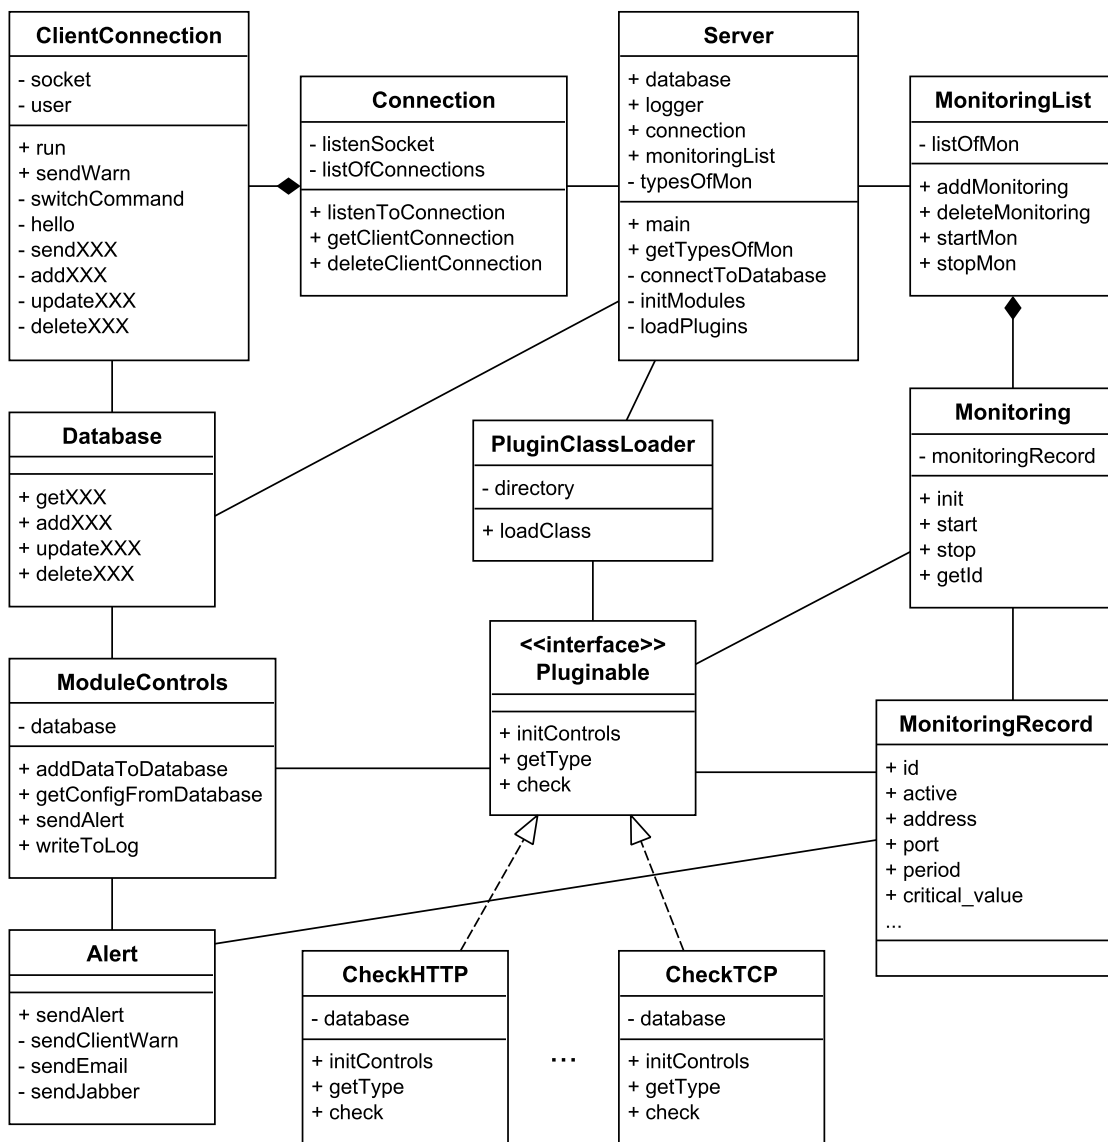 ClientConnection
- socket
- user
+ run
+ sendWarn
- switchCommand
- hello
- sendXXX
- addXXX
- updateXXX
- deleteXXX
Connection
- listenSocket
- listOfConnections
+ listenToConnection
+ getClientConnection
+ deleteClientConnection
Server
+ database
+ logger
+ connection
+ monitoringList
- typesOfMon
+ main
+ getTypesOfMon
- connectToDatabase
- initModules
- loadPlugins
MonitoringList
- listOfMon
+ addMonitoring
+ deleteMonitoring
+ startMon
+ stopMon
Database
+ getXXX
+ addXXX
+ updateXXX
+ deleteXXX
PluginClassLoader
- directory
+ loadClass
Monitoring
- monitoringRecord
+ init
+ start
+ stop
+ getId
ModuleControls
- database
+ addDataToDatabase
+ getConfigFromDatabase
+ sendAlert
+ writeToLog
<<interface>>
Pluginable
+ initControls
+ getType
+ check
MonitoringRecord
+ id
+ active
+ address
+ port
+ period
+ critical_value
...
Alert
+ sendAlert
- sendClientWarn
- sendEmail
- sendJabber
CheckHTTP
- database
+ initControls
+ getType
+ check
...
CheckTCP
- database
+ initControls
+ getType
+ check